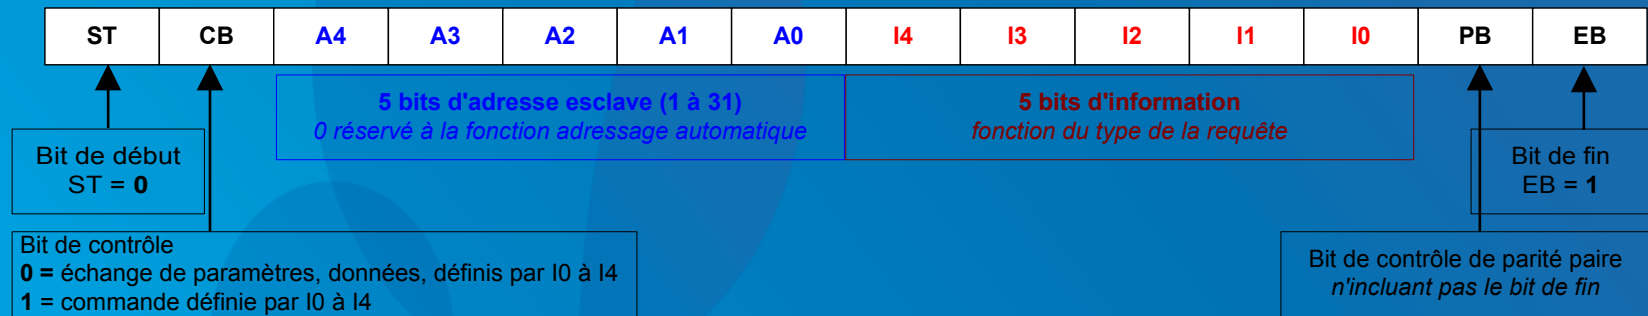 ST CB A4 A3 A2 A1 A0 I4 I3 I2 I1 I0 PB EB
5 bits d'adresse esclave (1 à 31)
0 réservé à la fonction adressage automatique
5 bits d'information
fonction du type de la requête
Bit de début
ST = 0
Bit de fin
EB = 1
Bit de contrôle
0 = échange de paramètres, données, définis par I0 à I4
1 = commande définie par I0 à I4
Bit de contrôle de parité paire
n'incluant pas le bit de fin